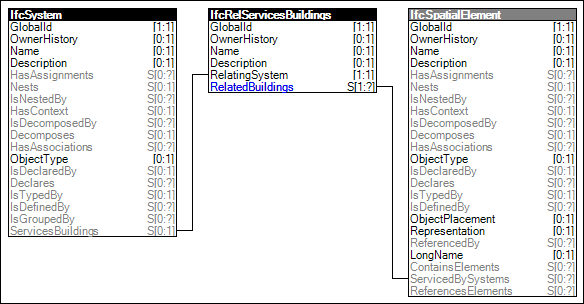 IfcSystem
GlobalId [1:1]
OwnerHistory [0:1]
Name [0:1]
Description [0:1]
HasAssignments S[0:?]
Nests S[0:1]
IsNestedBy S[0:?]
HasContext S[0:1]
IsDecomposedBy S[0:?]
Decomposes S[0:1]
HasAssociations S[0:?]
ObjectType [0:1]
IsDeclaredBy S[0:1]
Declares S[0:?]
IsTypedBy S[0:1]
IsDefinedBy S[0:?]
IsGroupedBy S[0:?]
ServicesBuildings S[0:1]
IfcRelServicesBuildings
GlobalId [1:1]
OwnerHistory [0:1]
Name [0:1]
Description [0:1]
RelatingSystem [1:1]
RelatedBuildings S[1:?]
IfcSpatialElement
GlobalId [1:1]
OwnerHistory [0:1]
Name [0:1]
Description [0:1]
HasAssignments S[0:?]
Nests S[0:1]
IsNestedBy S[0:?]
HasContext S[0:1]
IsDecomposedBy S[0:?]
Decomposes S[0:1]
HasAssociations S[0:?]
ObjectType [0:1]
IsDeclaredBy S[0:1]
Declares S[0:?]
IsTypedBy S[0:1]
IsDefinedBy S[0:?]
ObjectPlacement [0:1]
Representation [0:1]
ReferencedBy S[0:?]
LongName [0:1]
ContainsElements S[0:?]
ServicedBySystems S[0:?]
ReferencesElements S[0:?]